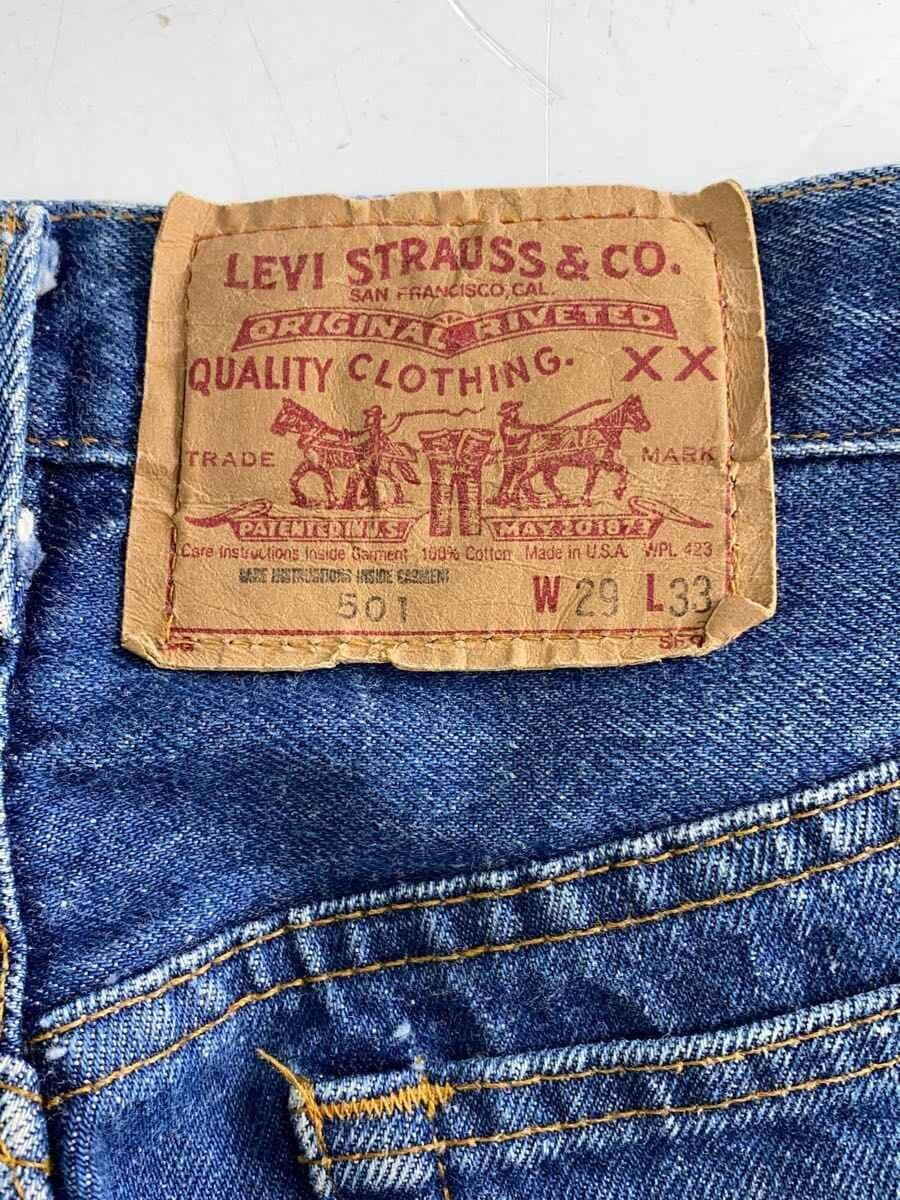 LEVI STRAUSS & CO.
SAN FRANCISCO, CAL.
ORIGINAL RIVETED
QUALITY CLOTHING. XX
TRADE MARK
PATENTED IN U.S. MAY 20 1873
Care Instructions Inside Garment 100% Cotton Made in U.S.A. WPL 423
CARE INSTRUCTIONS INSIDE GARMENT
501 W 29 L 33